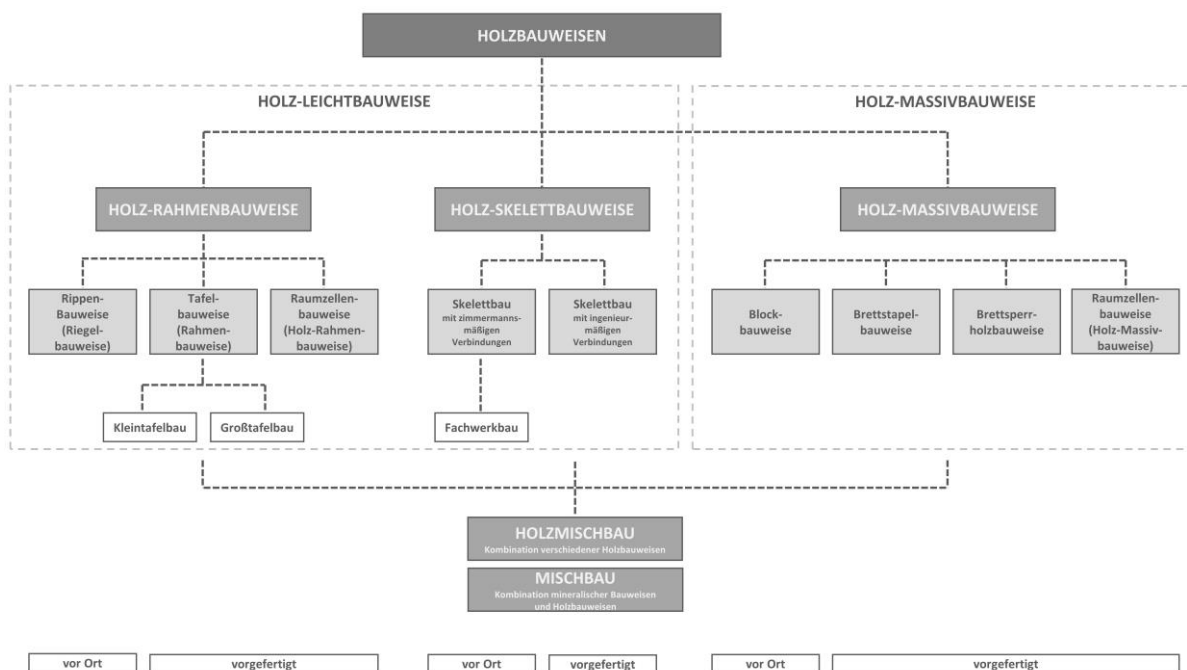 HOLZBAUWEISEN
HOLZ-LEICHTBAUWEISE
HOLZ-MASSIVBAUWEISE
HOLZ-RAHMENBAUWEISE
HOLZ-SKELETTBAUWEISE
HOLZ-MASSIVBAUWEISE
Rippen-
Bauweise
(Riegel-
bauweise)
Tafel-
bauweise
(Rahmen-
bauweise)
Raumzellen-
bauweise
(Holz-Rahmen-
bauweise)
Skelettbau
mit zimmermanns-
mäßigen
Verbindungen
Skelettbau
mit ingenieur-
mäßigen
Verbindungen
Block-
bauweise
Brettstapel-
bauweise
Brettsperr-
holzbauweise
Raumzellen-
bauweise
(Holz-Massiv-
bauweise)
Kleintafelbau
Großtafelbau
Fachwerkbau
HOLZMISCHBAU
Kombination verschiedener Holzbauweisen
MISCHBAU
Kombination mineralischer Bauweisen
und Holzbauweisen
vor Ort
vorgefertigt
vor Ort
vorgefertigt
vor Ort
vorgefertigt